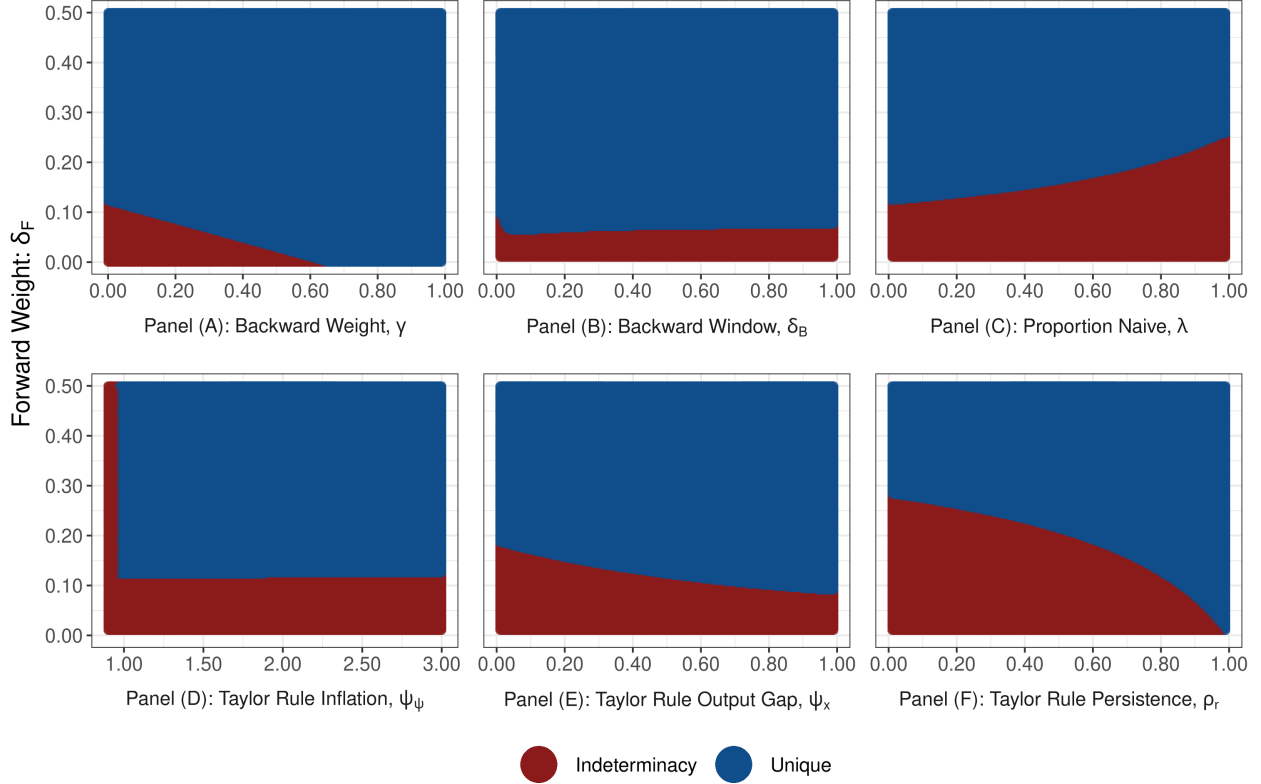 Forward Weight: δF
0.50
0.40
0.30
0.20
0.10
0.00
0.00 0.20 0.40 0.60 0.80 1.00
Panel (A): Backward Weight, γ
0.00 0.20 0.40 0.60 0.80 1.00
Panel (B): Backward Window, δB
0.00 0.20 0.40 0.60 0.80 1.00
Panel (C): Proportion Naive, λ
0.50
0.40
0.30
0.20
0.10
0.00
1.00 1.50 2.00 2.50 3.00
Panel (D): Taylor Rule Inflation, ψψ
0.00 0.20 0.40 0.60 0.80 1.00
Panel (E): Taylor Rule Output Gap, ψx
0.00 0.20 0.40 0.60 0.80 1.00
Panel (F): Taylor Rule Persistence, ρr
Indeterminacy Unique